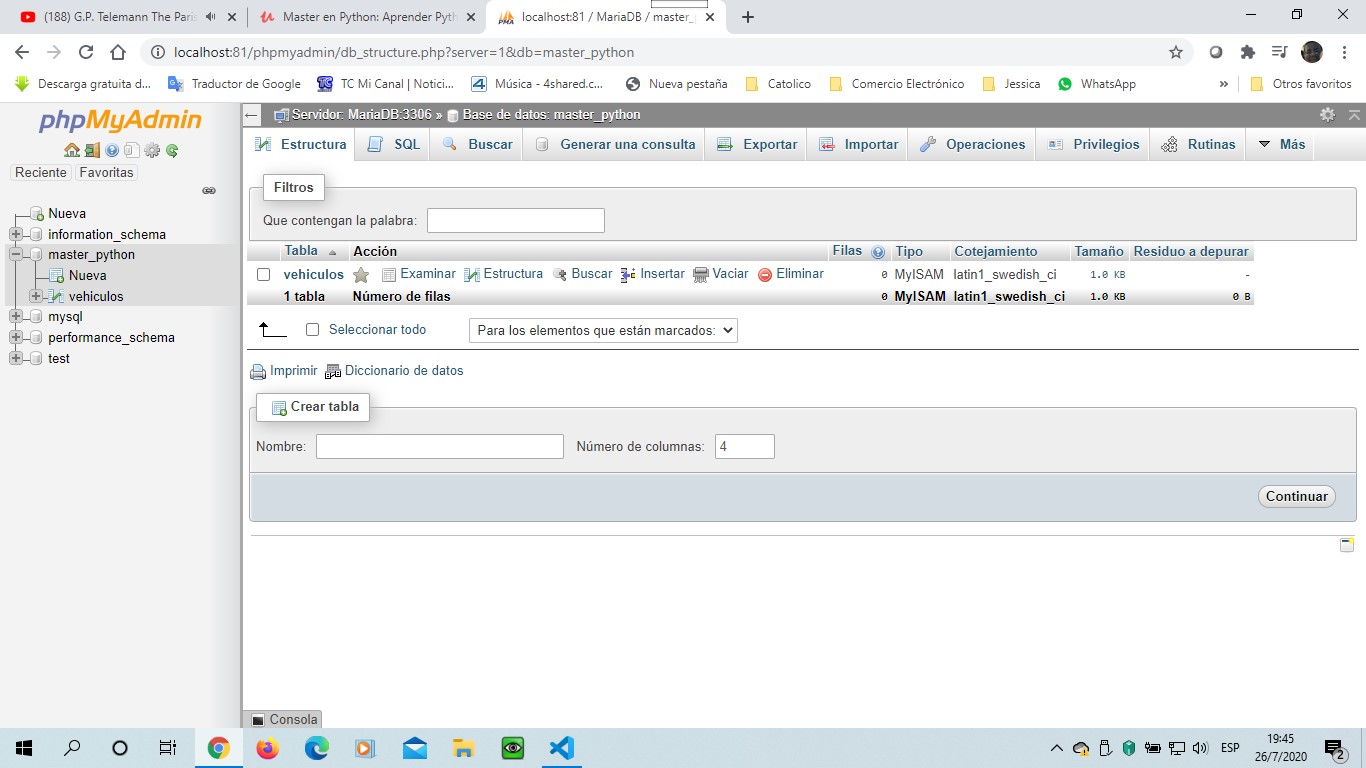 (188) G.P. Telemann The Paris
Master en Python: Aprender Pyth
localhost:81 / MariaDB / master_
localhost:81/phpmyadmin/db_structure.php?server=1&db=master_python
Descarga gratuita d...
Traductor de Google
TC Mi Canal | Notici...
Música - 4shared.c...
Nueva pestaña
Catolico
Comercio Electrónico
Jessica
WhatsApp
»
Otros favoritos
phpMyAdmin
Reciente Favoritas
Nueva
information_schema
master_python
Nueva
vehiculos
mysql
performance_schema
test
Servidor: MariaDB:3306 » Base de datos: master_python
Estructura SQL Buscar Generar una consulta Exportar Importar Operaciones Privilegios Rutinas Más
Filtros
Que contengan la palabra:
Tabla Acción Filas Tipo Cotejamiento Tamaño Residuo a depurar
vehiculos Examinar Estructura Buscar Insertar Vaciar Eliminar 0 MyISAM latin1_swedish_ci 1.0 KB -
1 tabla Número de filas 0 MyISAM latin1_swedish_ci 1.0 KB 0 B
Seleccionar todo Para los elementos que están marcados:
Imprimir Diccionario de datos
Crear tabla
Nombre: Número de columnas: 4
Continuar
Consola
ESP
19:45
26/7/2020
2